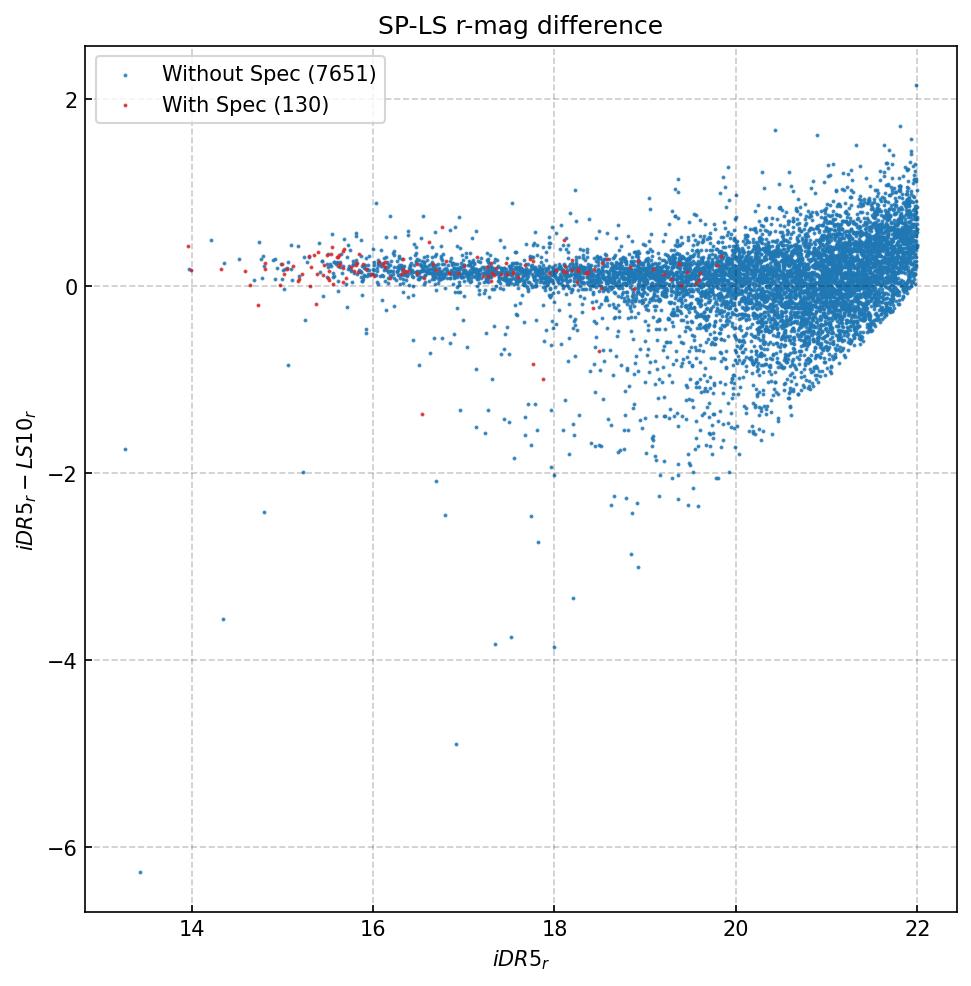 SP-LS r-mag difference
Without Spec (7651)
With Spec (130)
2
0
−2
−4
−6
iDR5r − LS10r
14 16 18 20 22
iDR5r